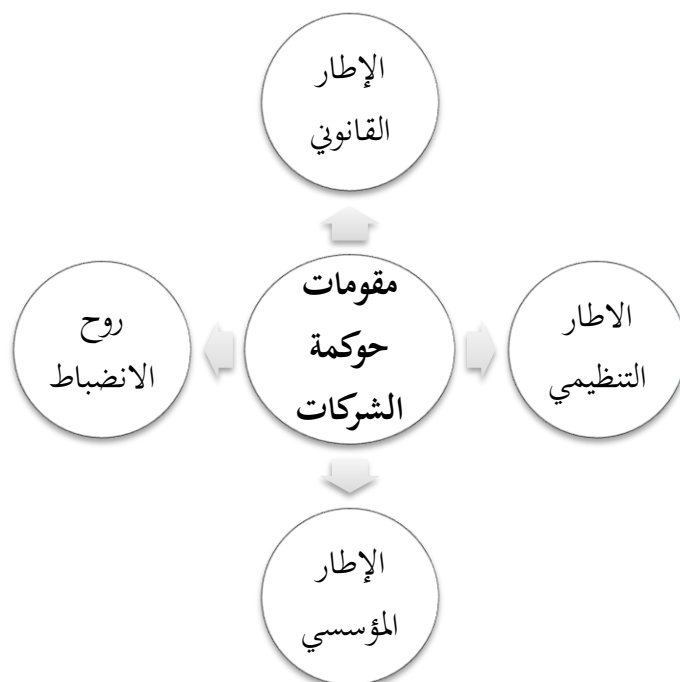 الإطار
القانوني
مقومات
حوكمة
الشركات
الاطار
التنظيمي
روح
الانضباط
الإطار
المؤسسي